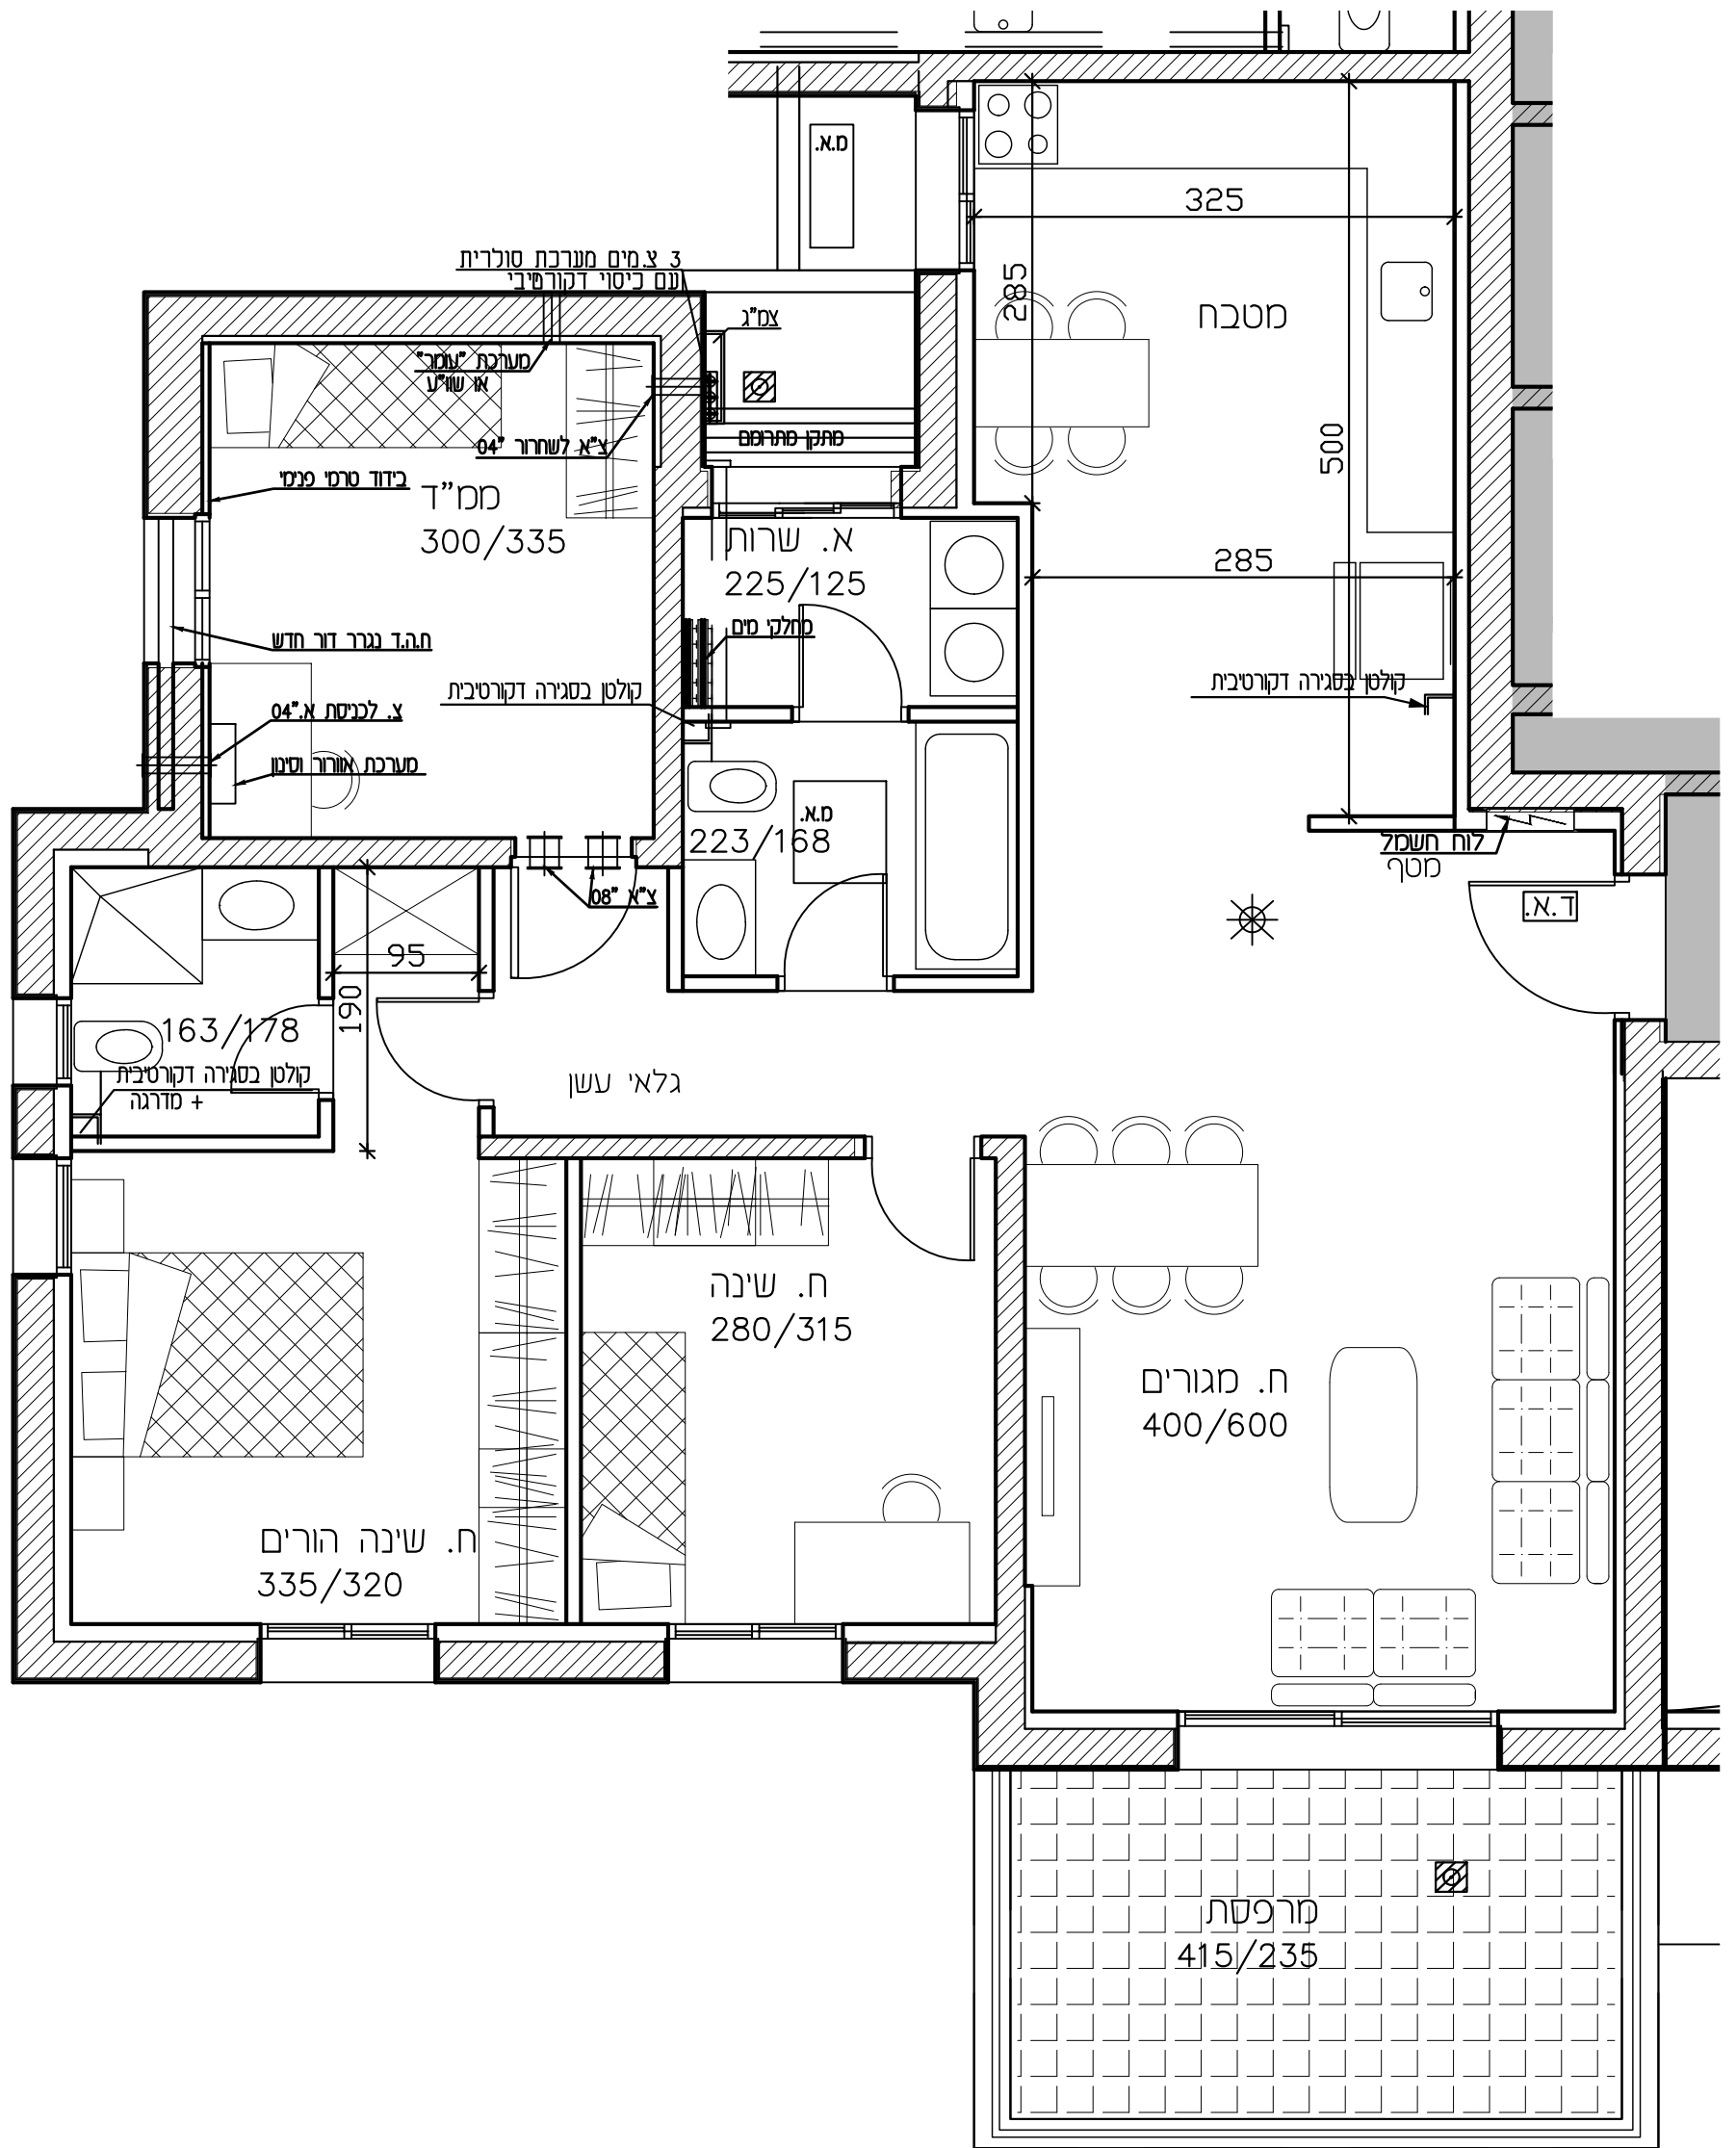 מ.א.
325
3 צ.מים מערכת סולרית
עם כיסוי דקורטיבי
285
צמ"ג
מטבח
מערכת "עומר"
או שוו"ע
500
צ"א לשחרור "04
מתקן מתרומם
בידוד טרמי פנימי
ממ"ד
300/335
א. שרות
225/125
285
מחלקי מים
ח.ה.ד נגרר דור חדש
קולטן בסגירה דקורטיבית
קולטן בסגירה דקורטיבית
צ. לכניסת א."04
מערכת אוורור וסינון
מ.א.
223/168
לוח חשמל
מטף
צ"א "08
ד.א.
95
190
163/178
קולטן בסגירה דקורטיבית
+ מדרגה
גלאי עשן
ח. שינה
280/315
ח. מגורים
400/600
ח. שינה הורים
335/320
מרפסת
415/235